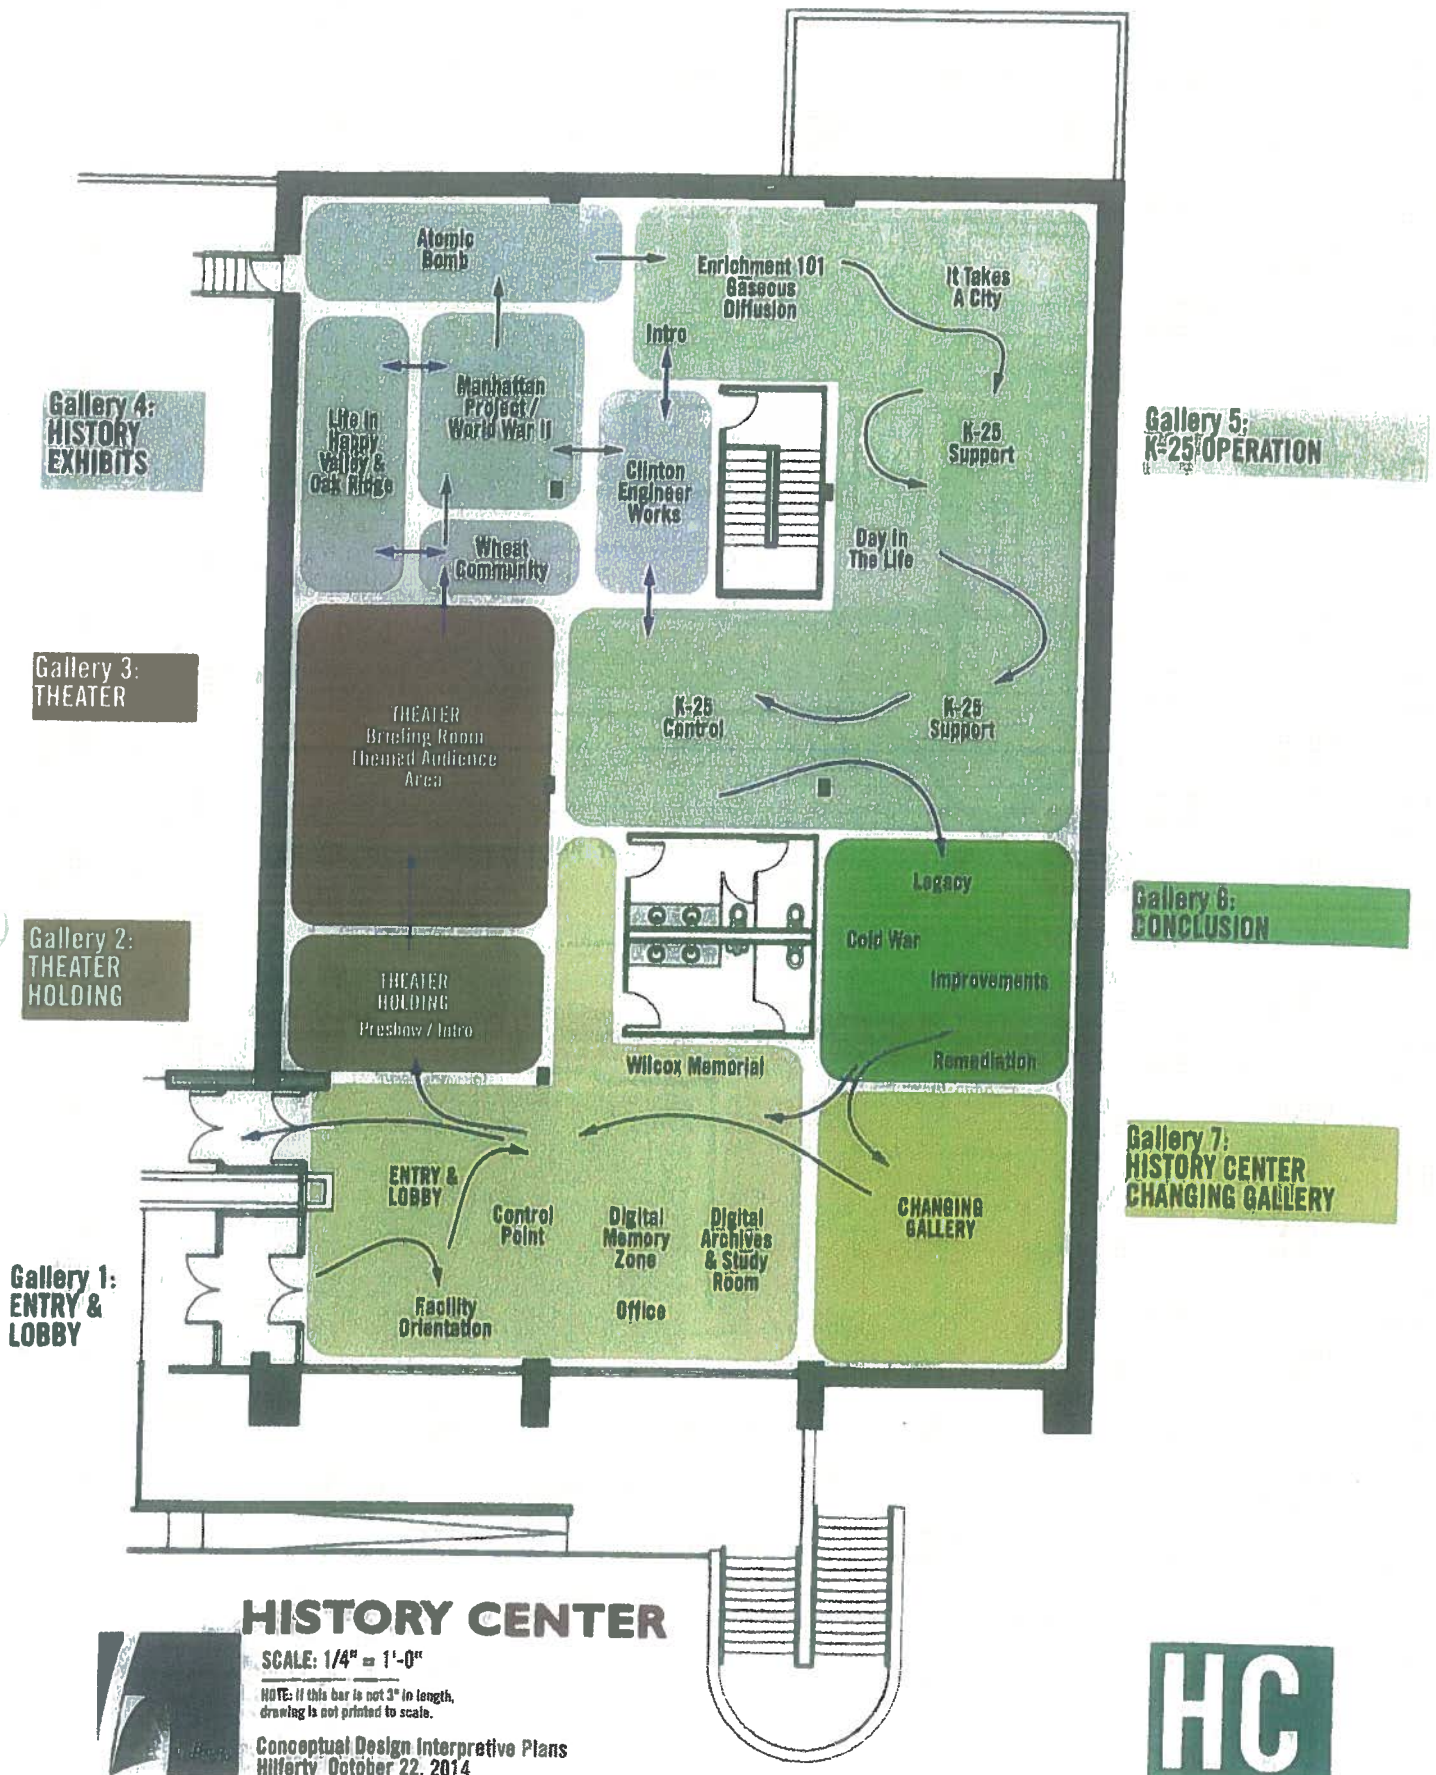 Atomic
Bomb
Enrichment 101
Gaseous
Diffusion
It Takes
A City
Intro
Gallery 4:
HISTORY
EXHIBITS
Life In
Happy
Valley &
Oak Ridge
Manhattan
Project /
World War II
Clinton
Engineer
Works
K-25
Support
Gallery 5:
K-25 OPERATION
Wheat
Community
Day In
The Life
Gallery 3:
THEATER
THEATER
Briefing Room
Themed Audience
Area
K-25
Control
K-25
Support
Gallery 2:
THEATER
HOLDING
THEATER
HOLDING
Preshow / Intro
Legacy
Cold War
Improvements
Remediation
Gallery 6:
CONCLUSION
Wilcox Memorial
Gallery 7:
HISTORY CENTER
CHANGING GALLERY
ENTRY &
LOBBY
Control
Point
Digital
Memory
Zone
Digital
Archives
& Study
Room
CHANGING
GALLERY
Gallery 1:
ENTRY &
LOBBY
Facility
Orientation
Office
HISTORY CENTER
SCALE: 1/4" = 1'-0"
NOTE: If this bar is not 3" in length,
drawing is not printed to scale.
Conceptual Design Interpretive Plans
Hilferty October 22, 2014
HC